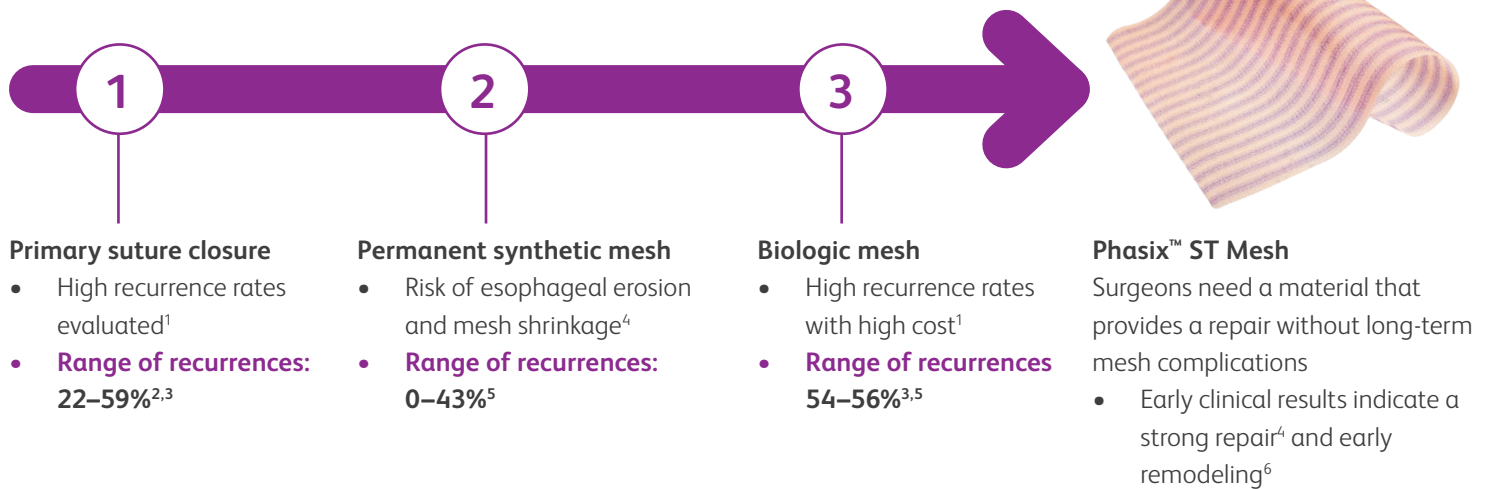 1
2
3
Primary suture closure
• High recurrence rates
evaluated¹
• Range of recurrences:
22–59%²,³
Permanent synthetic mesh
• Risk of esophageal erosion
and mesh shrinkage⁴
• Range of recurrences:
0–43%⁵
Biologic mesh
• High recurrence rates
with high cost¹
• Range of recurrences
54–56%³,⁵
Phasix™ ST Mesh
Surgeons need a material that
provides a repair without long-term
mesh complications
• Early clinical results indicate a
strong repair⁴ and early
remodeling⁶